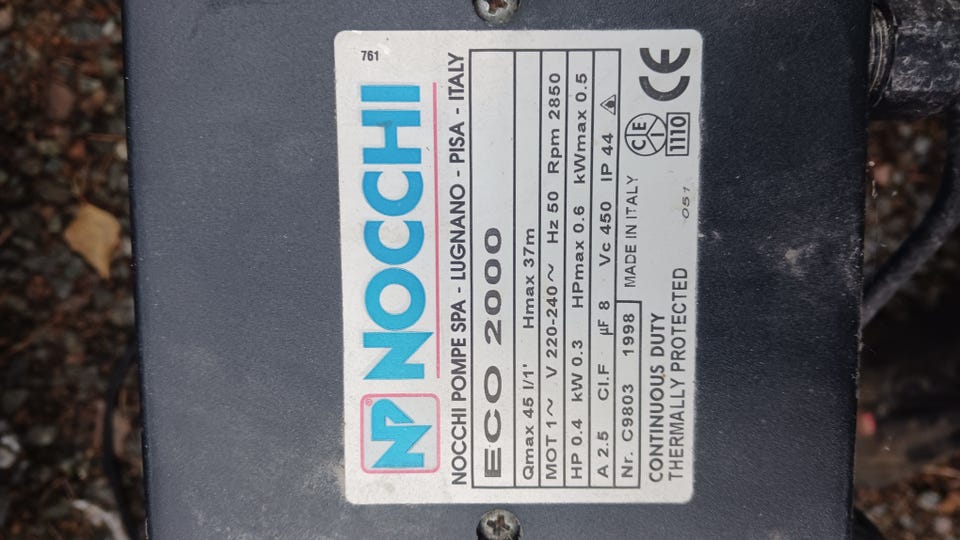 761
NP® NOCCHI
NOCCHI POMPE SPA - LUGNANO - PISA - ITALY
ECO 2000
Qmax 45 l/1' Hmax 37m
MOT 1~ V 220-240~ Hz 50 Rpm 2850
HP 0.4 kW 0.3 HPmax 0.6 kWmax 0.5
A 2.5 Cl.F µF 8 Vc 450 IP 44
Nr. C9803 1998 MADE IN ITALY
CEI
1110
CE
CONTINUOUS DUTY
THERMALLY PROTECTED
051